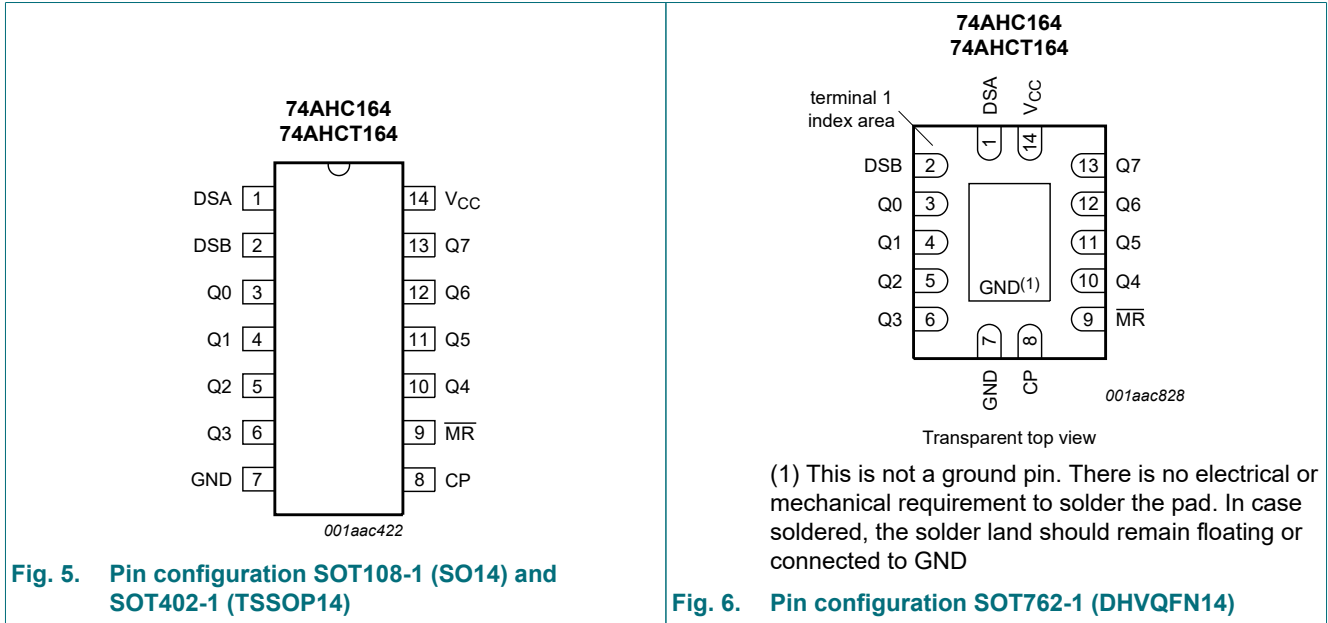 74AHC164
74AHCT164
DSA 1 14 VCC
DSB 2 13 Q7
Q0 3 12 Q6
Q1 4 11 Q5
Q2 5 10 Q4
Q3 6 9 MR
GND 7 8 CP
001aac422
Fig. 5. Pin configuration SOT108-1 (SO14) and
SOT402-1 (TSSOP14)
74AHC164
74AHCT164
terminal 1
index area
DSA VCC
1 14
DSB 2 13 Q7
Q0 3 12 Q6
Q1 4 11 Q5
Q2 5 10 Q4
GND(1)
Q3 6 9 MR
7 8
GND CP
001aac828
Transparent top view
(1) This is not a ground pin. There is no electrical or
mechanical requirement to solder the pad. In case
soldered, the solder land should remain floating or
connected to GND
Fig. 6. Pin configuration SOT762-1 (DHVQFN14)